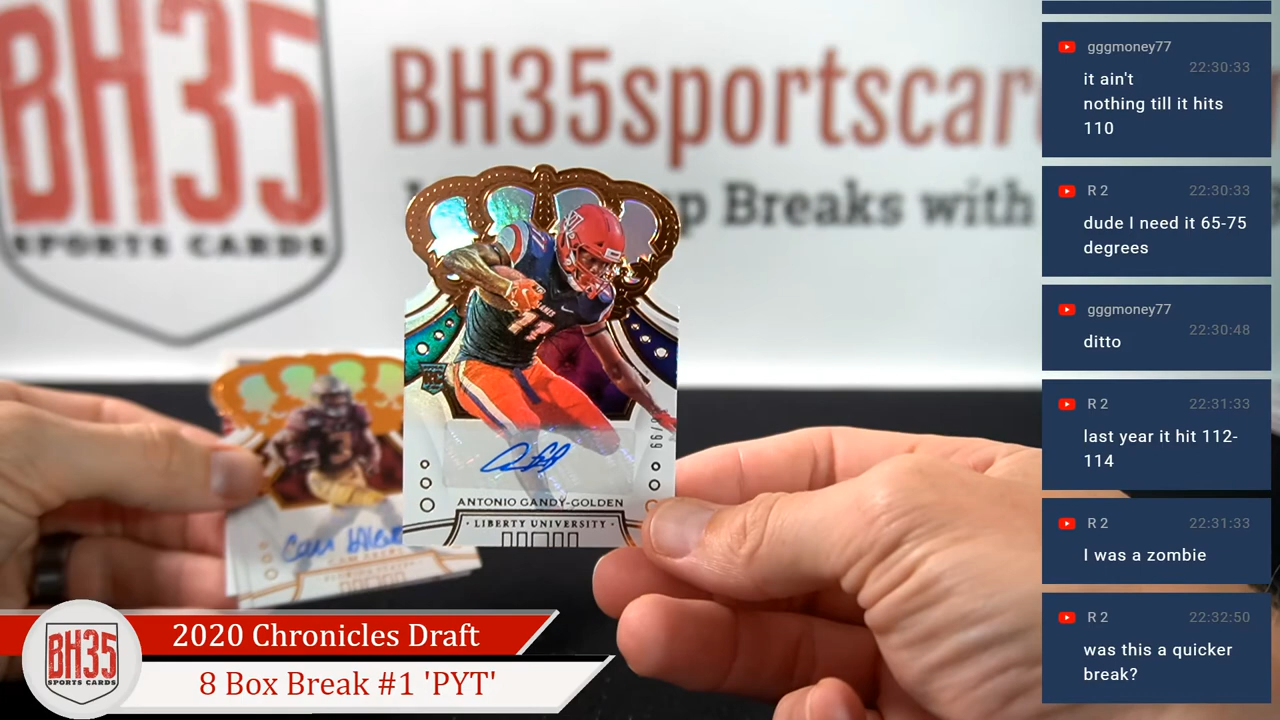 BH35
SPORTS CARDS
BH35sportscar
p Breaks with
11
ANTONIO GANDY-GOLDEN
LIBERTY UNIVERSITY
/99
2020 Chronicles Draft
8 Box Break #1 'PYT'
BH35
SPORTS CARDS
gggmoney77
22:30:33
it ain't
nothing till it hits
110
R 2
22:30:33
dude I need it 65-75
degrees
gggmoney77
22:30:48
ditto
R 2
22:31:33
last year it hit 112-
114
R 2
22:31:33
I was a zombie
R 2
22:32:50
was this a quicker
break?